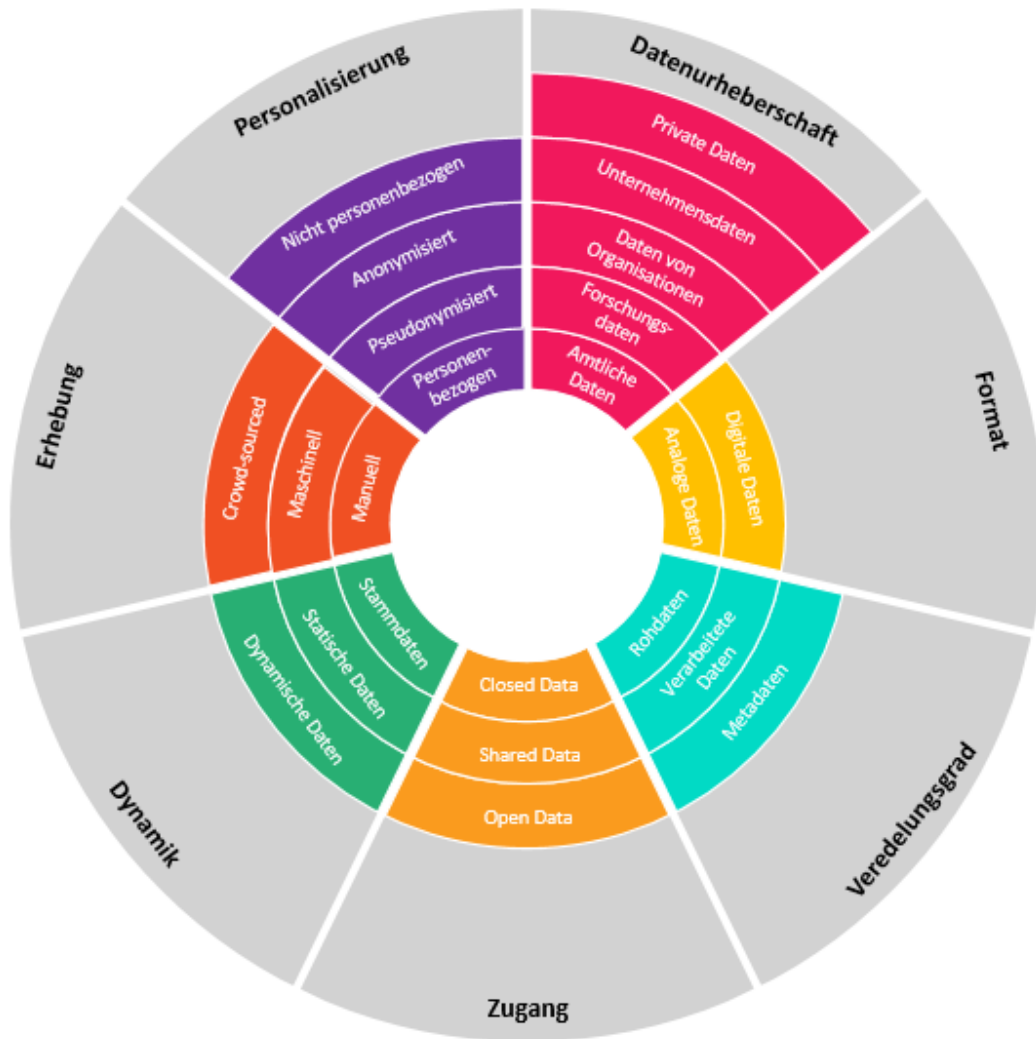 Personalisierung
Nicht personenbezogen
Anonymisiert
Pseudonymisiert
Personen-
bezogen
Datenurheberschaft
Private Daten
Unternehmensdaten
Daten von
Organisationen
Forschungs-
daten
Amtliche
Daten
Format
Digitale Daten
Analoge Daten
Veredelungsgrad
Rohdaten
Verarbeitete
Daten
Metadaten
Zugang
Closed Data
Shared Data
Open Data
Dynamik
Stammdaten
Statische Daten
Dynamische Daten
Erhebung
Crowd-sourced
Maschinell
Manuell